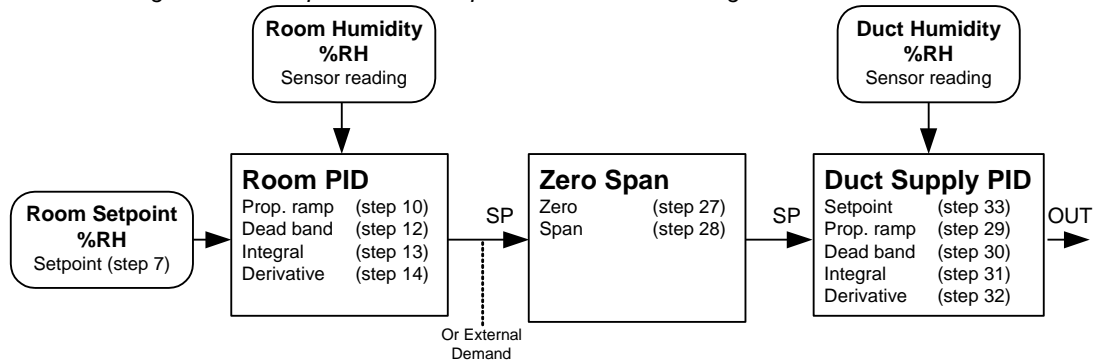 Room Humidity
%RH
Sensor reading
Duct Humidity
%RH
Sensor reading
Room Setpoint
%RH
Setpoint (step 7)
Room PID
Prop. ramp (step 10)
Dead band (step 12)
Integral (step 13)
Derivative (step 14)
SP
Or External
Demand
Zero Span
Zero (step 27)
Span (step 28)
SP
Duct Supply PID
Setpoint (step 33)
Prop. ramp (step 29)
Dead band (step 30)
Integral (step 31)
Derivative (step 32)
OUT